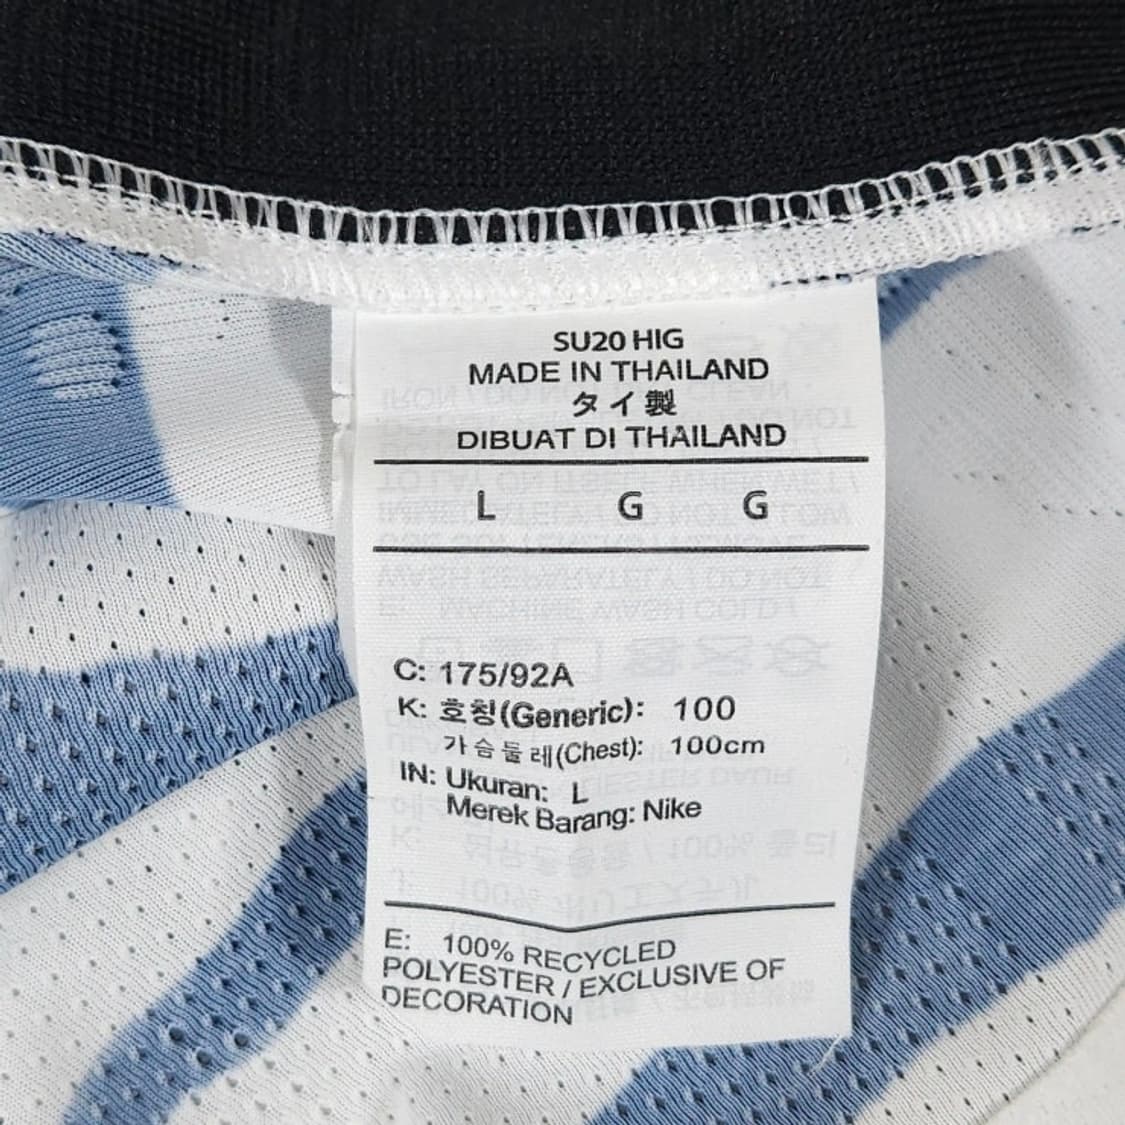 SU20 HIG
MADE IN THAILAND
タイ製
DIBUAT DI THAILAND
L G G
C: 175/92A
K: 호칭(Generic): 100
가슴둘레(Chest): 100cm
IN: Ukuran: L
Merek Barang: Nike
E: 100% RECYCLED
POLYESTER / EXCLUSIVE OF
DECORATION